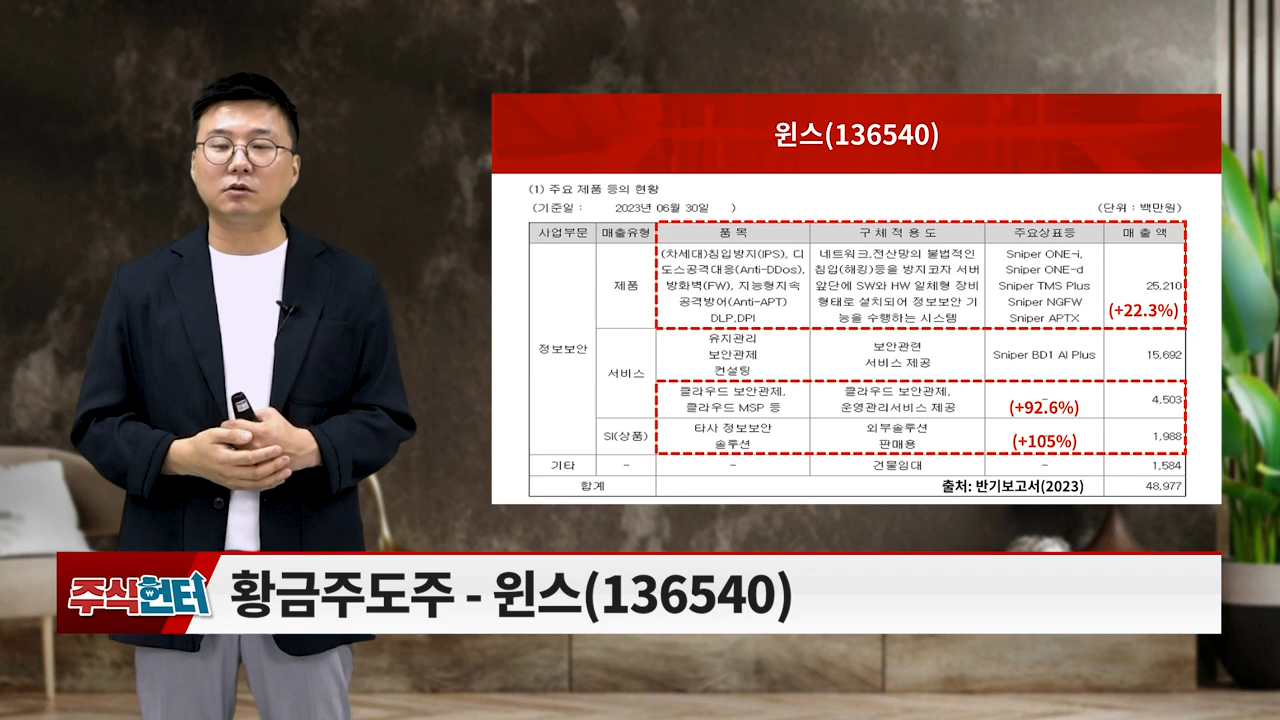 윈스(136540)
(1) 주요 제품 등의 현황
(기준일 : 2023년 06월 30일 )
(단위 : 백만원)
사업부문 매출유형 품 목 구 체 적 용 도 주요상표등 매 출 액
정보보안
제품
(차세대)침입방지(IPS), 디
도스공격대응(Anti-DDos),
방화벽(FW), 지능형지속
공격방어(Anti-APT)
DLP,DPI
네트워크,전산망의 불법적인
침입(해킹)등을 방지코자 서버
앞단에 SW와 HW 일체형 장비
형태로 설치되어 정보보안 기
능을 수행하는 시스템
Sniper ONE-i,
Sniper ONE-d
Sniper TMS Plus
Sniper NGFW
Sniper APTX
25,210
(+22.3%)
서비스
유지관리
보안관제
컨설팅
보안관련
서비스 제공
Sniper BD1 AI Plus
15,692
클라우드 보안관제,
클라우드 MSP 등
클라우드 보안관제,
운영관리서비스 제공
-
(+92.6%)
4,503
SI(상품)
타사 정보보안
솔루션
외부솔루션
판매용
(+105%)
1,988
기타 - - 건물임대 - 1,584
합계 48,977
출처: 반기보고서(2023)
주식헌터
황금주도주 - 윈스(136540)